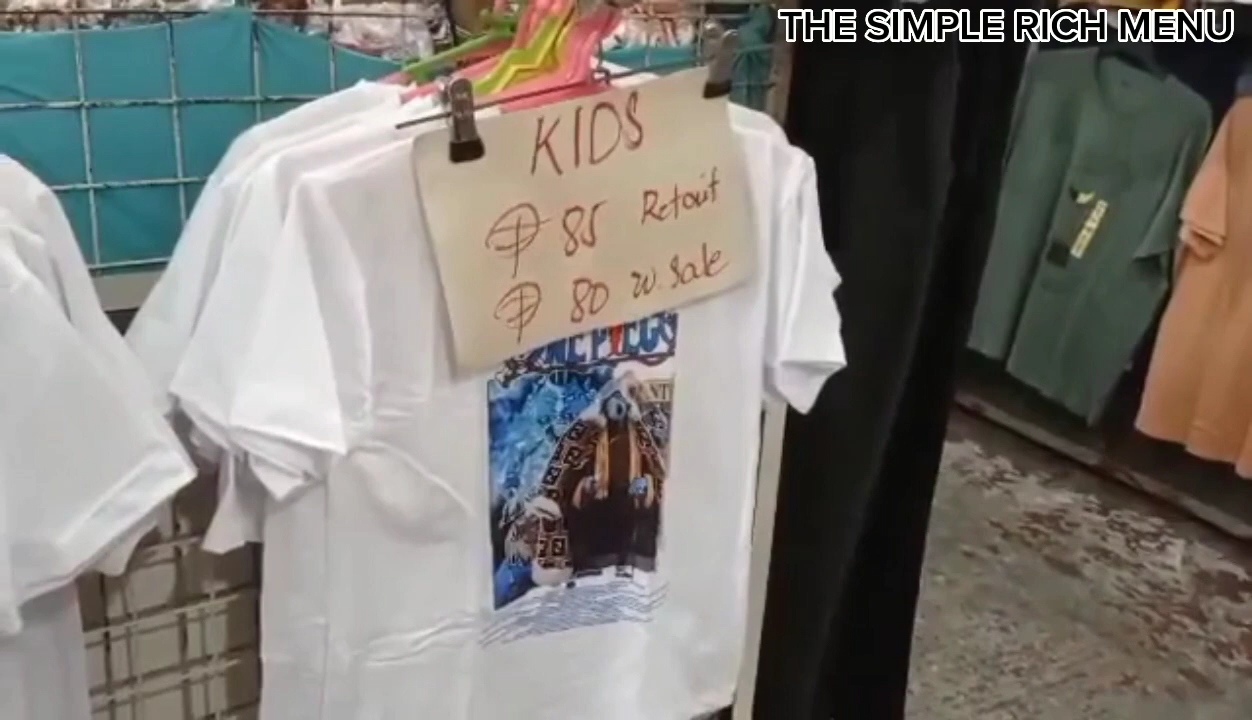 THE SIMPLE RICH MENU
KIDS
₱ 85 Retail
₱ 80 W. Sale
ONE PIECE